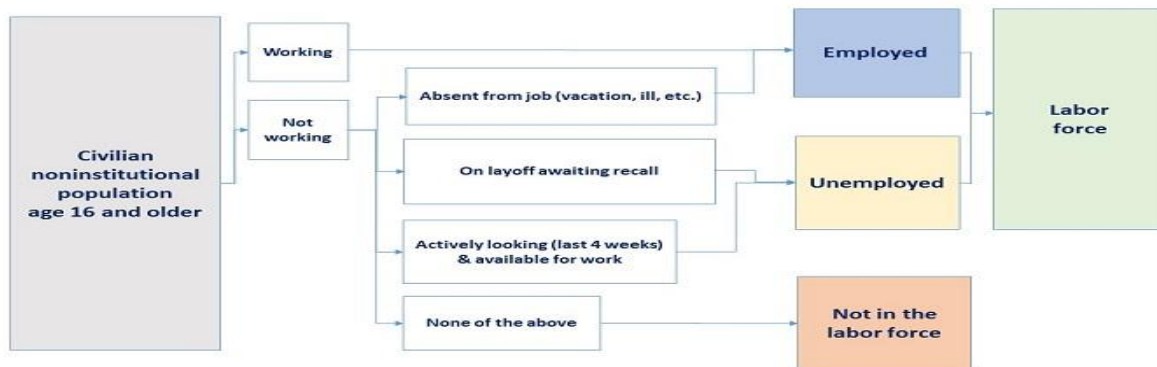 Civilian
noninstitutional
population
age 16 and older
Working
Not
working
Absent from job (vacation, ill, etc.)
On layoff awaiting recall
Actively looking (last 4 weeks)
& available for work
None of the above
Employed
Unemployed
Not in the
labor force
Labor
force